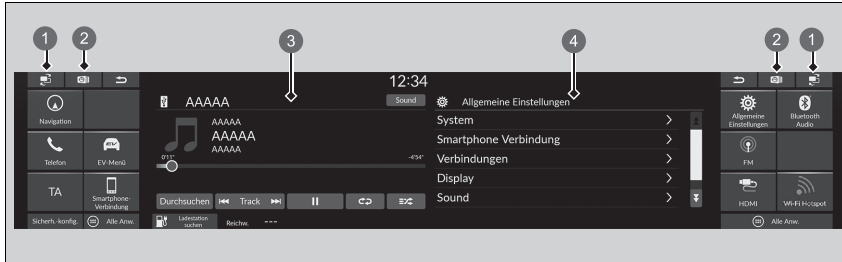 1
2
3
4
2
1
12:34
Navigation
Telefon
EV
EV-Menü
TA
Smartphone-
Verbindung
Sicherh.-konfig.
Alle Anw.
AAAAA
Sound
AAAAA
AAAAA
AAAAA
0'11"
-4'54"
Durchsuchen
Track
Ladestation
suchen
Reichw.
---
Allgemeine Einstellungen
System
Smartphone Verbindung
Verbindungen
Display
Sound
Allgemeine
Einstellungen
Bluetooth
Audio
FM
HDMI
Wi-Fi Hotspot
Alle Anw.